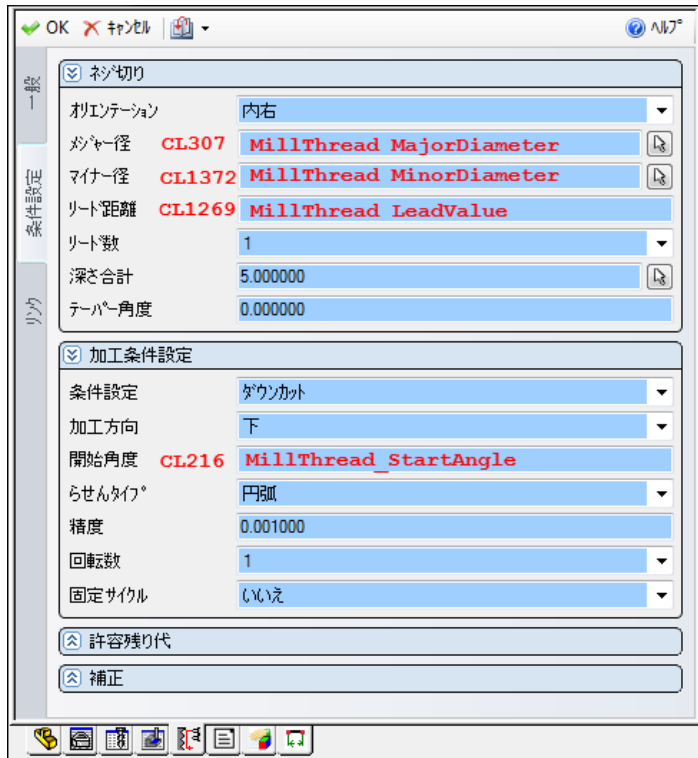 OK キャンセル ヘルプ
一般
条件設定
リンク
ネジ切り
オリエンテーション 内右
メジャー径 CL307 MillThread MajorDiameter
マイナー径 CL1372 MillThread MinorDiameter
リード距離 CL1269 MillThread LeadValue
リード数 1
深さ合計 5.000000
テーパー角度 0.000000
加工条件設定
条件設定 ダウンカット
加工方向 下
開始角度 CL216 MillThread_StartAngle
らせんタイプ 円弧
精度 0.001000
回転数 1
固定サイクル いいえ
許容残り代
補正